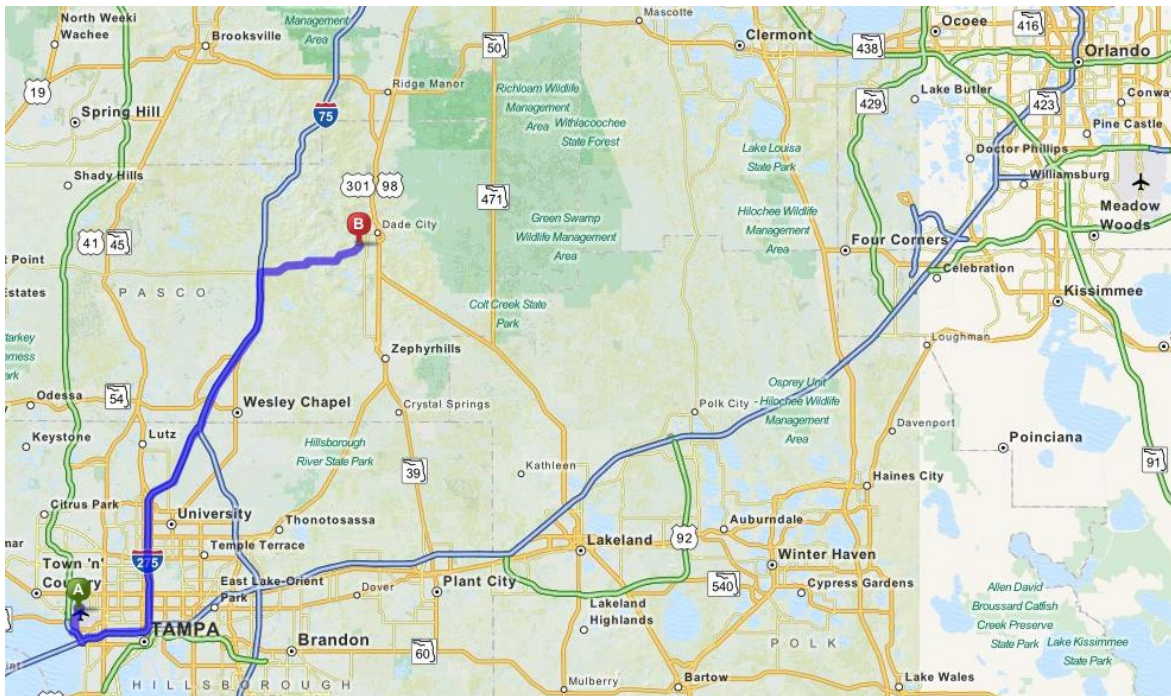 North Weeki
Wachee
Brooksville
Management
Area
50
Mascotte
Clermont
438
Ocoee
416
Orlando
19
Spring Hill
75
Ridge Manor
Richloam Wildlife
Management
Area
Withlacoochee
State Forest
429
Lake Butler
423
Conway
Pine Castle
Shady Hills
301
98
471
Lake Louisa
State Park
Doctor Phillips
Williamsburg
41
45
B
Dade City
Green Swamp
Wildlife Management
Area
Hilochee Wildlife
Management
Area
Meadow
Woods
Four Corners
Celebration
Kissimmee
t Point
Estates
PASCO
Colt Creek State
Park
Loughman
tarkey
erness
ark
Zephyrhills
Odessa
54
Wesley Chapel
Crystal Springs
Polk City
Osprey Unit
- Hilochee Wildlife
Management
Area
Davenport
Poinciana
91
Keystone
Lutz
Hillsborough
River State Park
39
Kathleen
Haines City
Citrus Park
University
Thonotosassa
92
Auburndale
mar
Town 'n'
Country
275
Temple Terrace
Lakeland
Winter Haven
A
East Lake-Orient
Park
Dover
Plant City
540
Cypress Gardens
Allen David
Broussard Catfish
Creek Preserve
State Park
Lakeland
Highlands
TAMPA
Brandon
60
POLK
Lake Kissimmee
State Park
int
HILLSBOROUGH
Mulberry
Bartow
Lake Wales